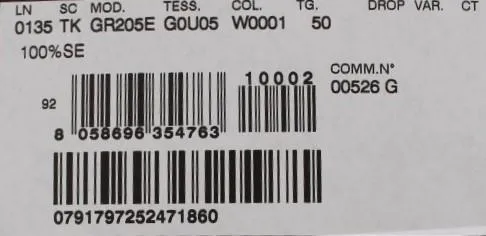 LN SC MOD. TESS. COL. TG. DROP VAR. CT
0135 TK GR205E G0U05 W0001 50
100%SE
COMM.N°
00526 G
10002
92
8 058696 354763
0791797252471860